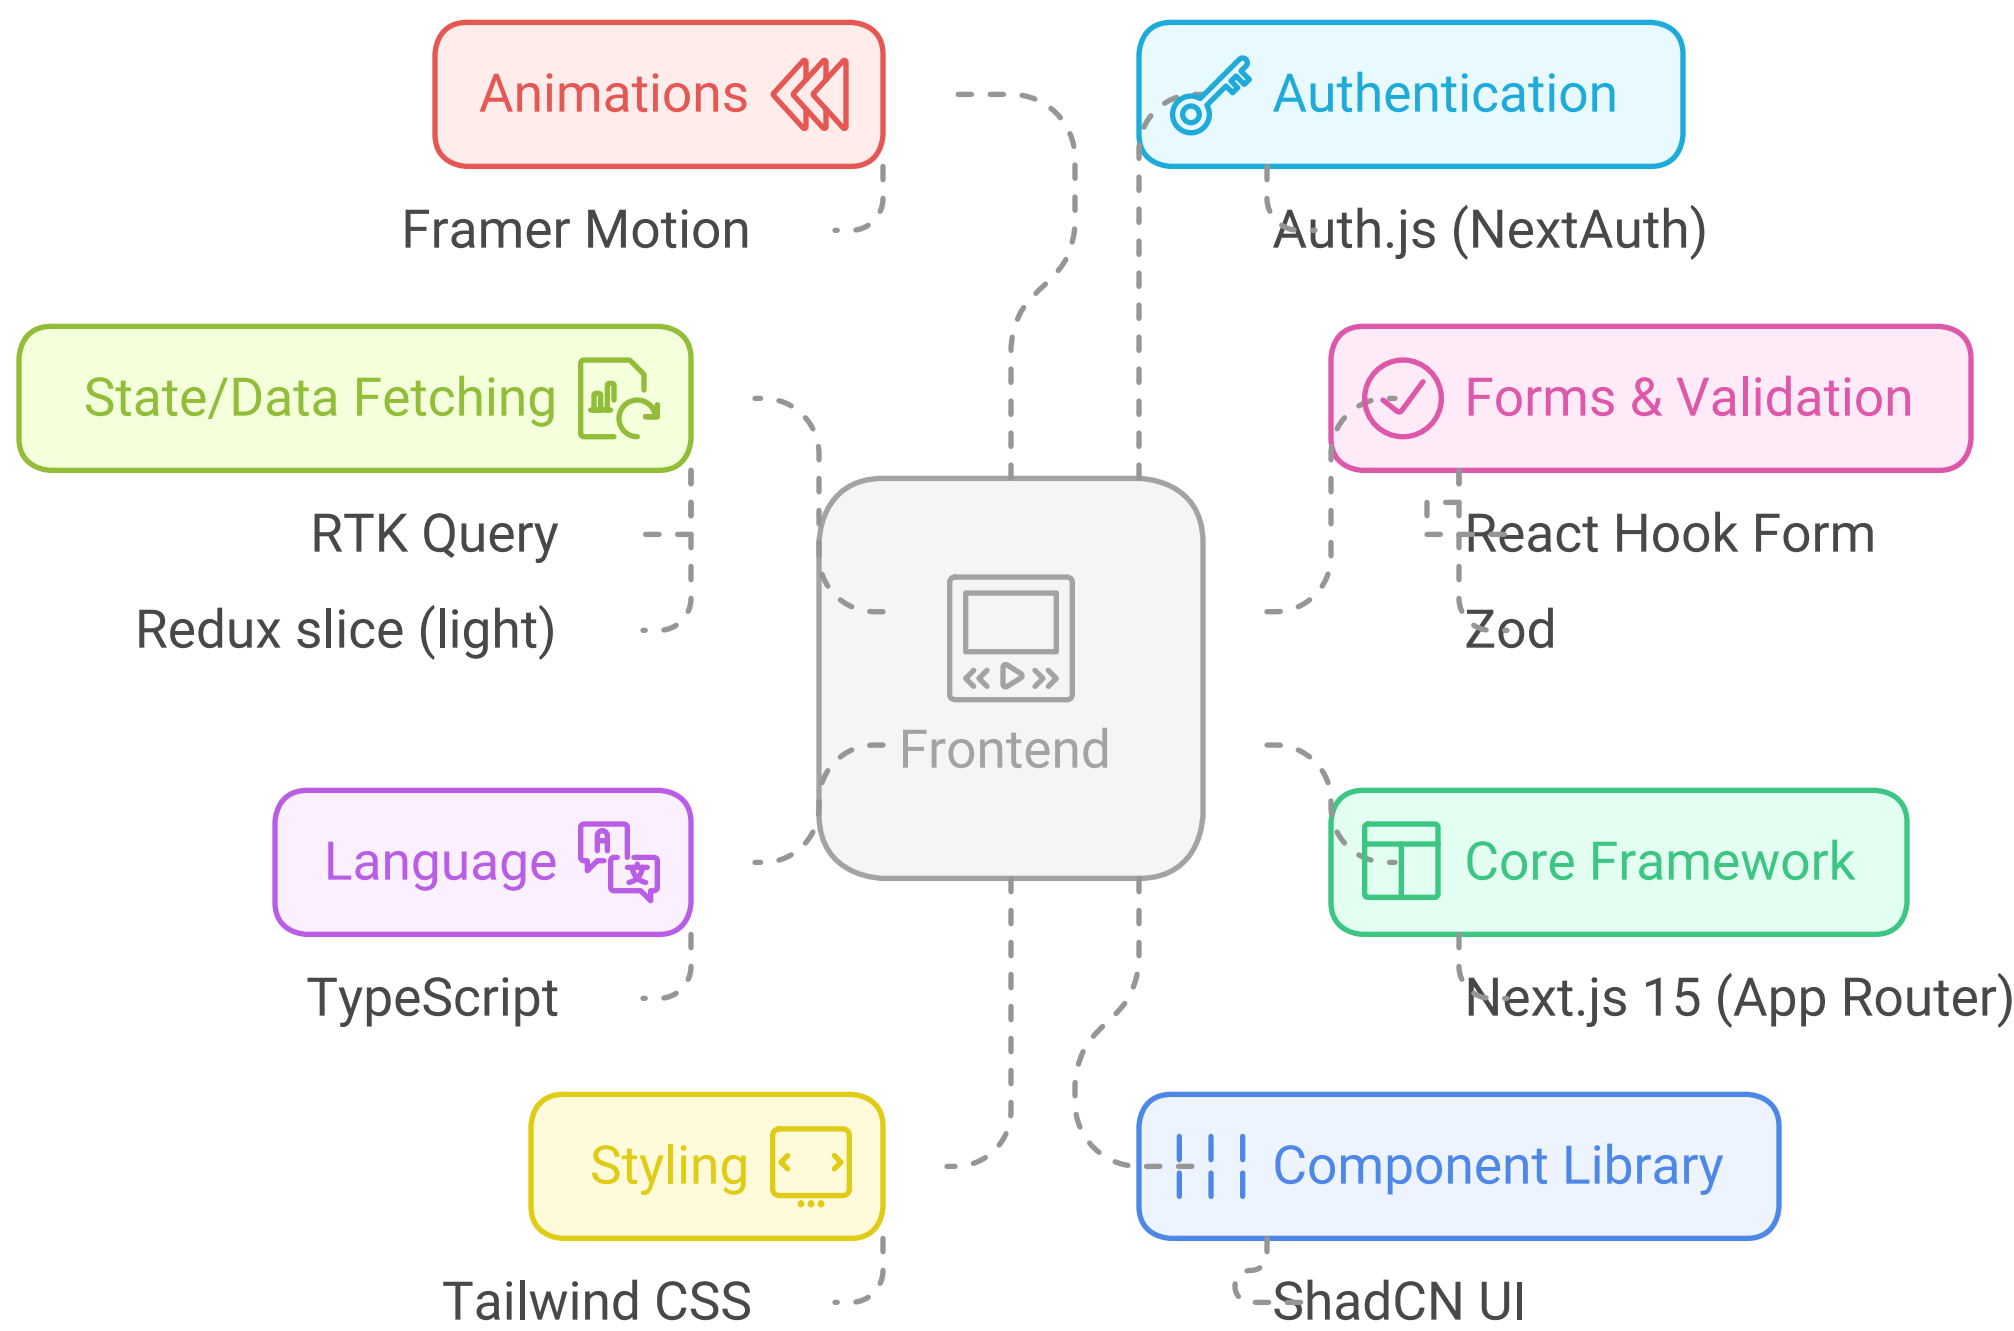 Animations
Framer Motion
Authentication
Auth.js (NextAuth)
State/Data Fetching
RTK Query
Redux slice (light)
Forms & Validation
React Hook Form
Zod
Frontend
Language
TypeScript
Core Framework
Next.js 15 (App Router)
Styling
Tailwind CSS
Component Library
ShadCN UI